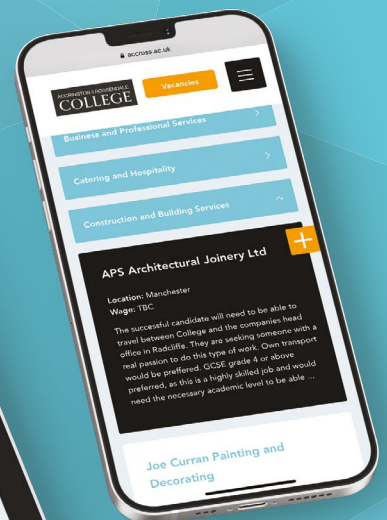 accross.ac.uk
ACCRINGTON & ROSSENDALE
COLLEGE
Vacancies
Business and Professional Services
Catering and Hospitality
Construction and Building Services
APS Architectural Joinery Ltd
Location: Manchester
Wage: TBC
The successful candidate will need to be able to
travel between College and the companies head
office in Radcliffe. They are seeking someone with a
real passion to do this type of work. Own transport
would be preffered. GCSE grade 4 or above
preferred, as this is a highly skilled job and would
need the necessary academic level to be able ...
Joe Curran Painting and
Decorating